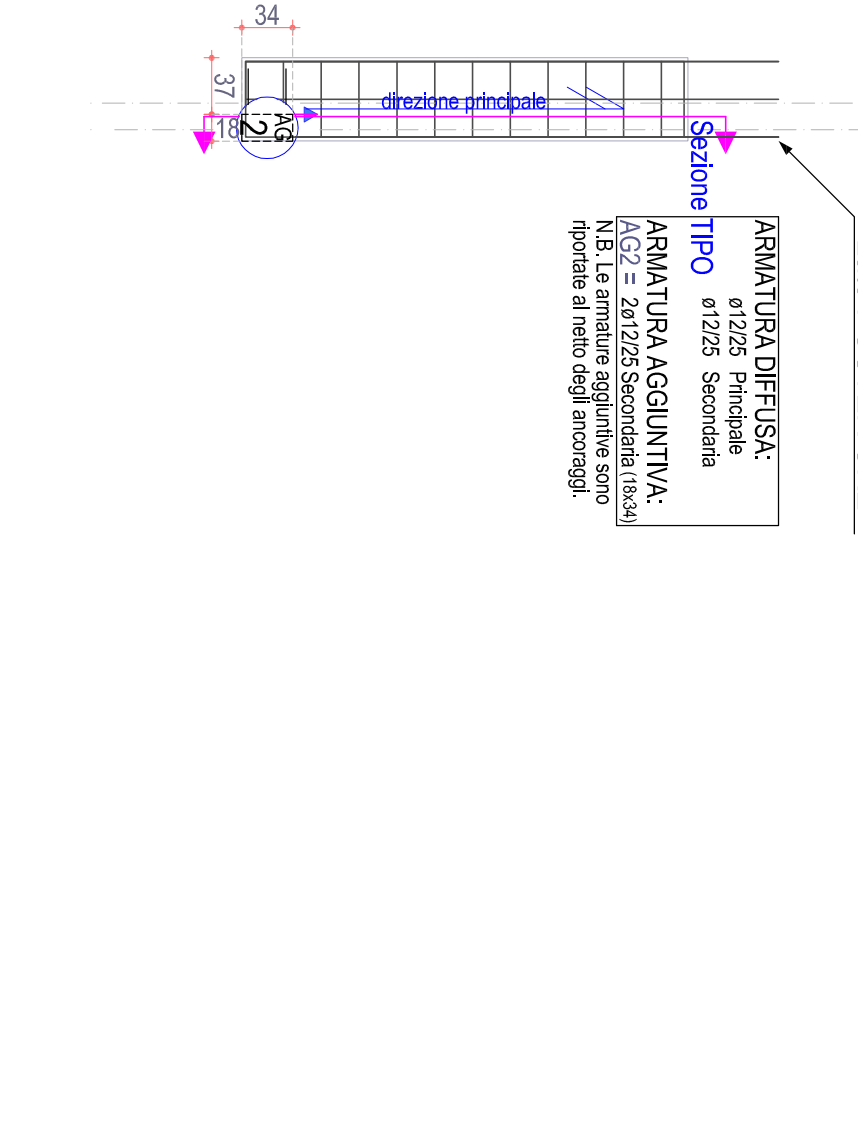 34
37
18
AG
2
direzione principale
Sezione TIPO
ARMATURA DIFFUSA:
ø12/25 Principale
ø12/25 Secondaria
ARMATURA AGGIUNTIVA:
AG2 = 2ø12/25 Secondaria (18x34)
N.B. Le armature aggiuntive sono
riportate al netto degli ancoraggi.